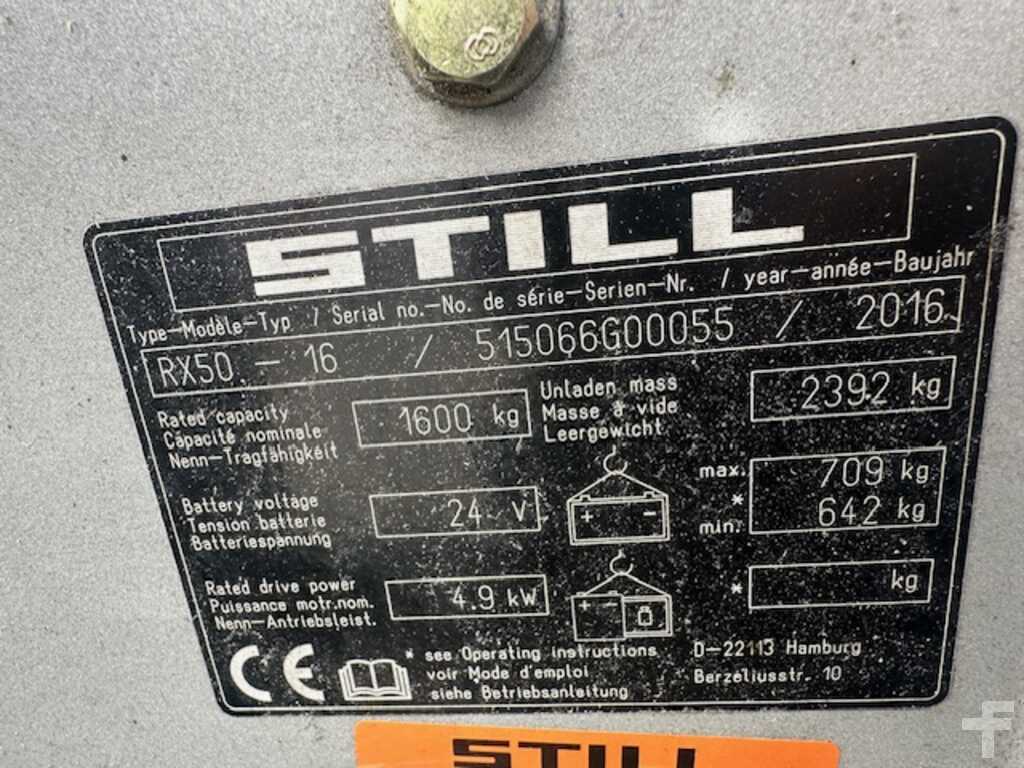 STILL
Type-Modèle-Typ / Serial no.-No. de série-Serien-Nr. / year-année-Baujahr
RX50 - 16 / 515066G00055 / 2016
Rated capacity
Capacité nominale
Nenn-Tragfähigkeit
1600 kg
Unladen mass
Masse à vide
Leergewicht
2392 kg
Battery voltage
Tension batterie
Batteriespannung
24 V
+ -
max. 709 kg
*
min. 642 kg
Rated drive power
Puissance motr.nom.
Nenn-Antriebsleist.
4.9 kW
+ -
* kg
CE
* see Operating instructions
voir Mode d'emploi
siehe Betriebsanleitung
D-22113 Hamburg
Berzeliusstr. 10
STILL